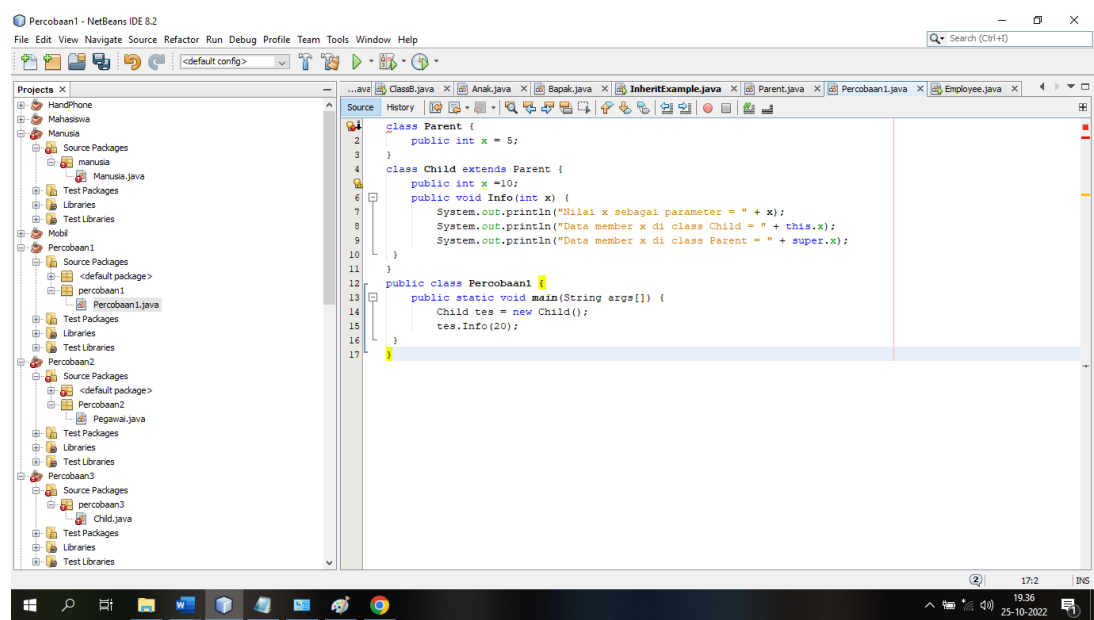 Percobaan1 - NetBeans IDE 8.2
File Edit View Navigate Source Refactor Run Debug Profile Team Tools Window Help
Search (Ctrl+I)
<default config>
Projects
HandPhone
Mahasiswa
Manusia
Source Packages
manusia
Manusia.java
Test Packages
Libraries
Test Libraries
Mobil
Percobaan1
Source Packages
<default package>
percobaan1
Percobaan1.java
Test Packages
Libraries
Test Libraries
Percobaan2
Source Packages
<default package>
Percobaan2
Pegawai.java
Test Packages
Libraries
Test Libraries
Percobaan3
Source Packages
percobaan3
Child.java
Test Packages
Libraries
Test Libraries
...ava ClassB.java Anak.java Bapak.java InheritExample.java Parent.java Percobaan1.java Employee.java
Source History
class Parent {
2 public int x = 5;
3 }
4 class Child extends Parent {
public int x =10;
6 public void Info(int x) {
7 System.out.println("Nilai x sebagai parameter = " + x);
8 System.out.println("Data member x di class Child = " + this.x);
9 System.out.println("Data member x di class Parent = " + super.x);
10 }
11 }
12 public class Percobaan1 {
13 public static void main(String args[]) {
14 Child tes = new Child();
15 tes.Info(20);
16 }
17 }
2 17:2 INS
19.36
25-10-2022
1